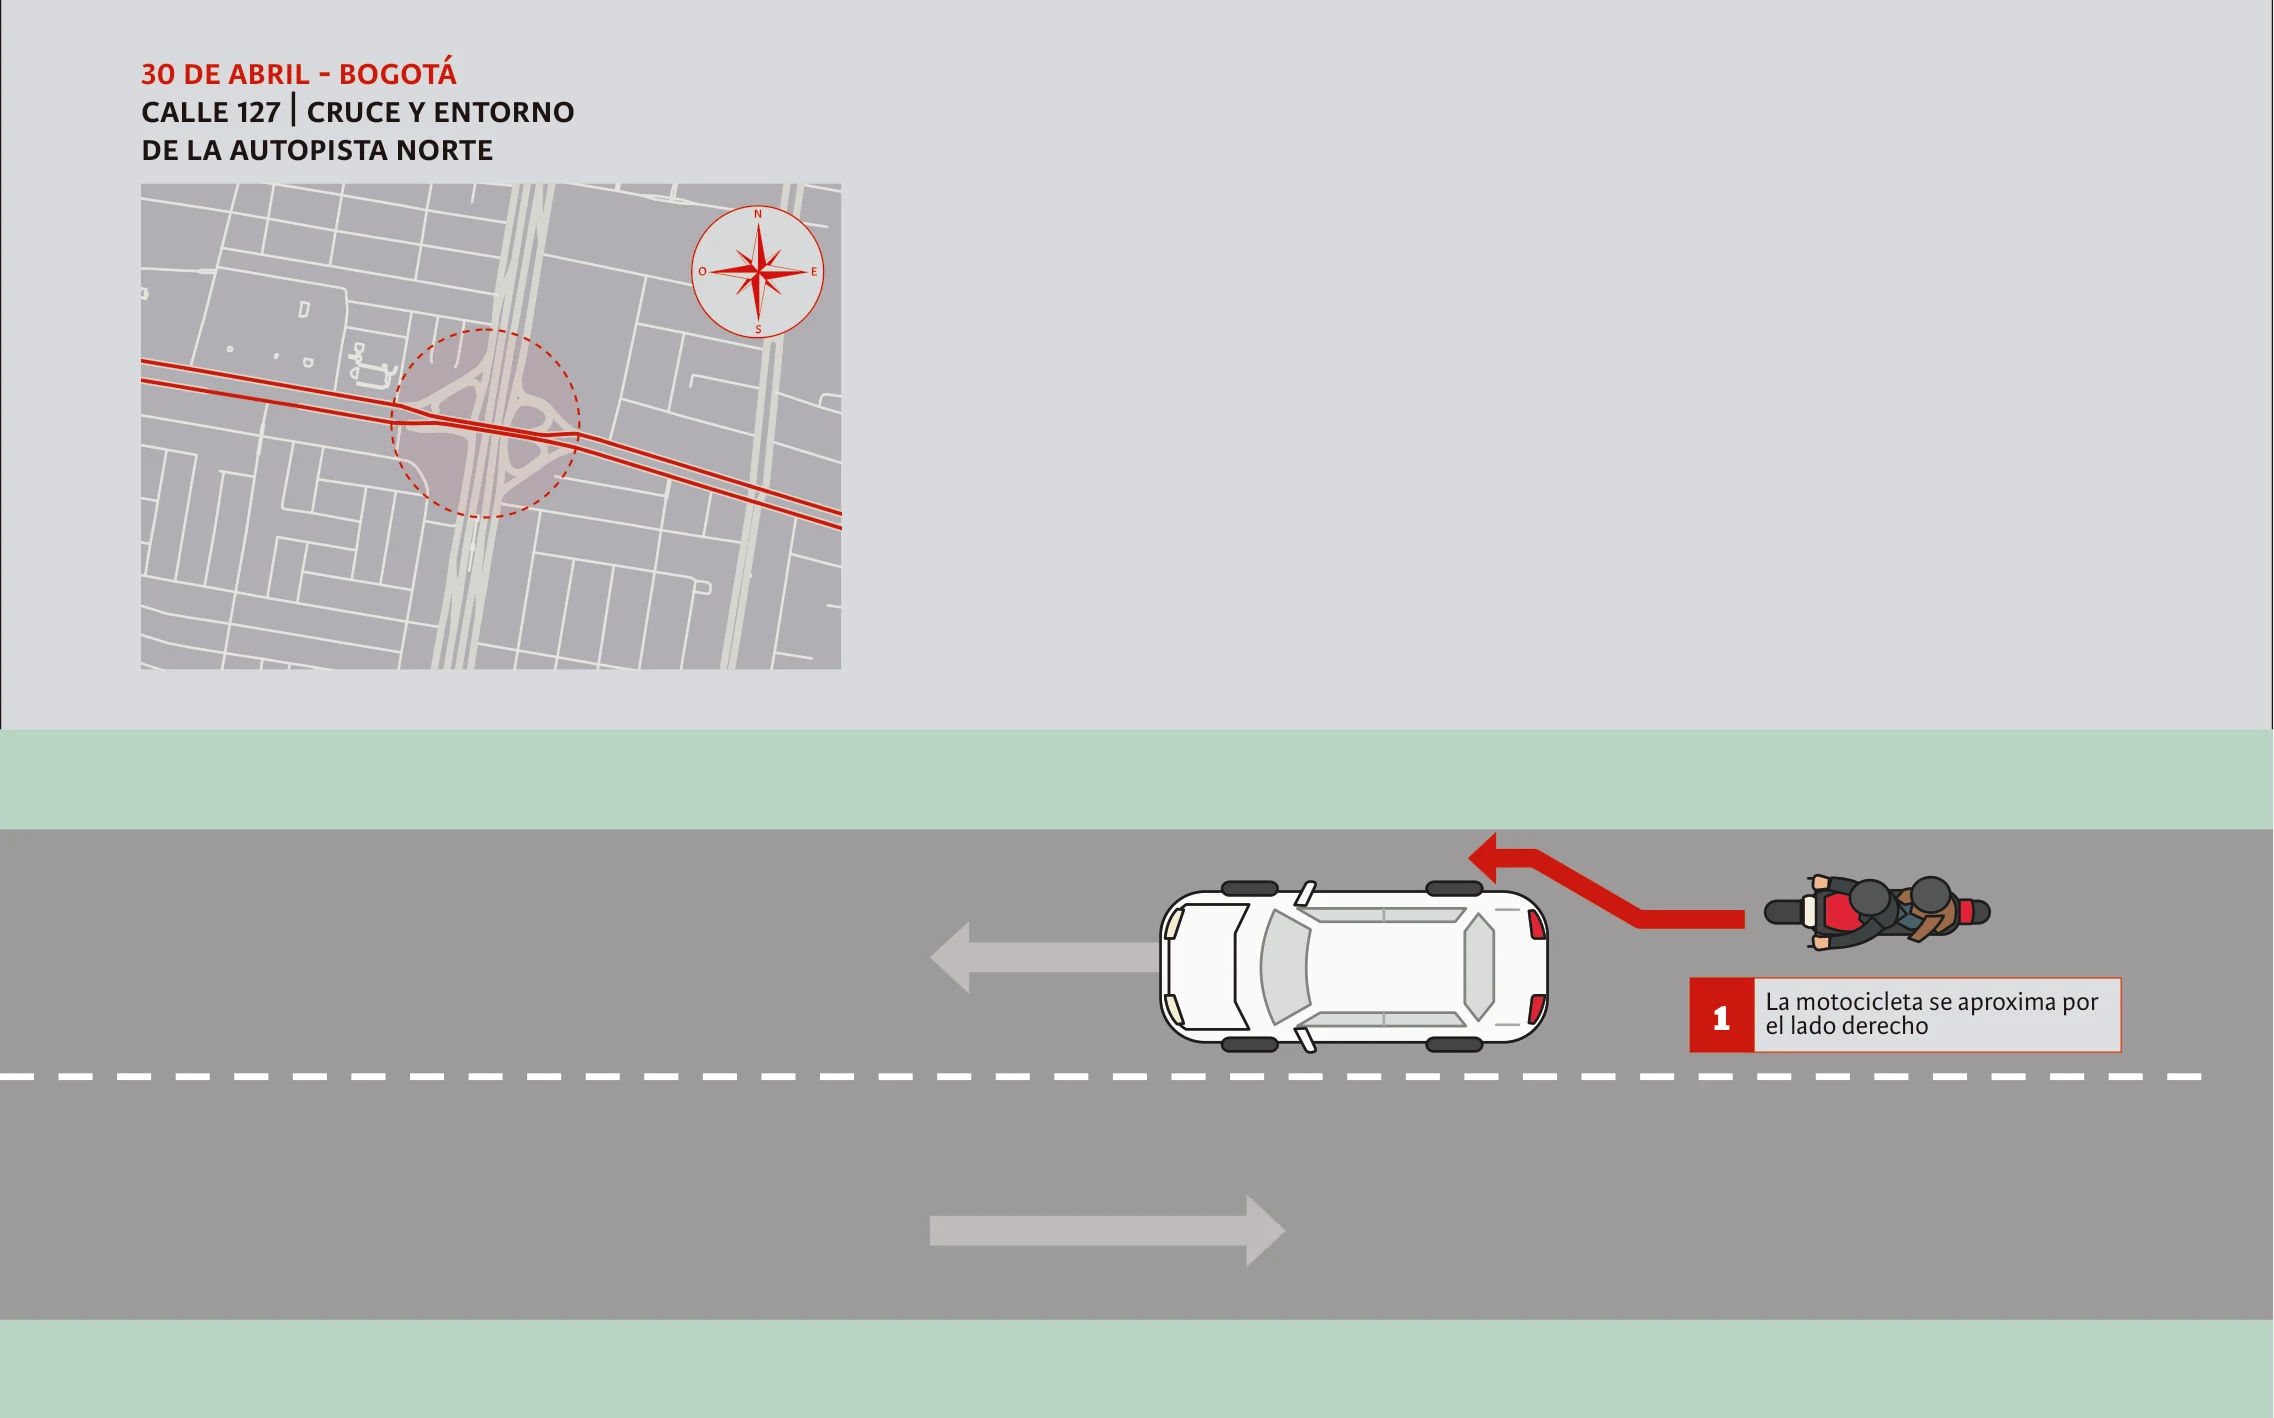 30 DE ABRIL - BOGOTÁ
CALLE 127 | CRUCE Y ENTORNO
DE LA AUTOPISTA NORTE
N
O
E
S
1
La motocicleta se aproxima por
el lado derecho